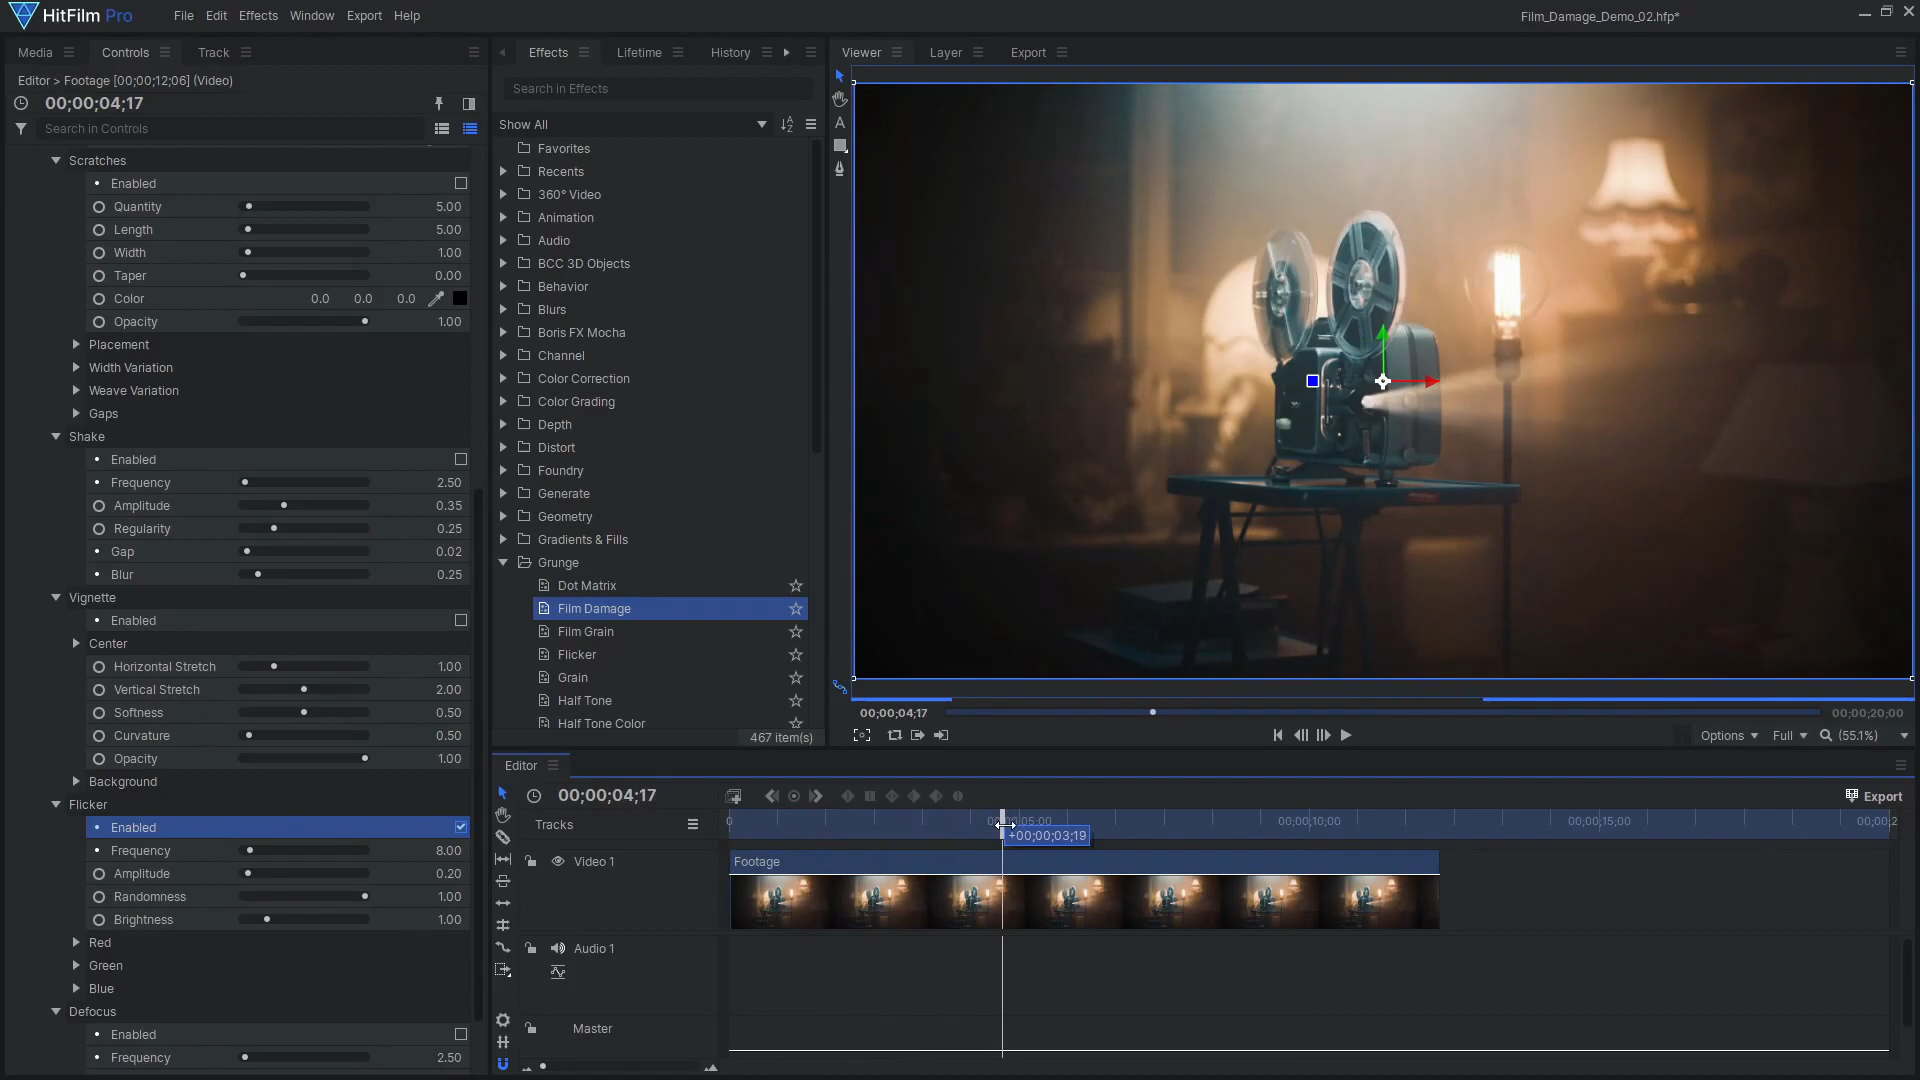 HitFilm Pro
File Edit Effects Window Export Help
Film_Damage_Demo_02.hfp*
Media Controls Track
Editor > Footage [00;00;12;06] (Video)
00;00;04;17
Search in Controls
Scratches
Enabled
Quantity 5.00
Length 5.00
Width 1.00
Taper 0.00
Color 0.0 0.0 0.0
Opacity 1.00
Placement
Width Variation
Weave Variation
Gaps
Shake
Enabled
Frequency 2.50
Amplitude 0.35
Regularity 0.25
Gap 0.02
Blur 0.25
Vignette
Enabled
Center
Horizontal Stretch 1.00
Vertical Stretch 2.00
Softness 0.50
Curvature 0.50
Opacity 1.00
Background
Flicker
Enabled
Frequency 8.00
Amplitude 0.20
Randomness 1.00
Brightness 1.00
Red
Green
Blue
Defocus
Enabled
Frequency 2.50
Effects Lifetime History
Search in Effects
Show All
Favorites
Recents
360° Video
Animation
Audio
BCC 3D Objects
Behavior
Blurs
Boris FX Mocha
Channel
Color Correction
Color Grading
Depth
Distort
Foundry
Generate
Geometry
Gradients & Fills
Grunge
Dot Matrix
Film Damage
Film Grain
Flicker
Grain
Half Tone
Half Tone Color
467 item(s)
Viewer Layer Export
00;00;04;17
00;00;20;00
Options Full (55.1%)
Editor
00;00;04;17
Export
Tracks
0 00;00;10;00 00;00;15;00 00;00;2
+00;00;03;19
Video 1
Footage
Audio 1
Master